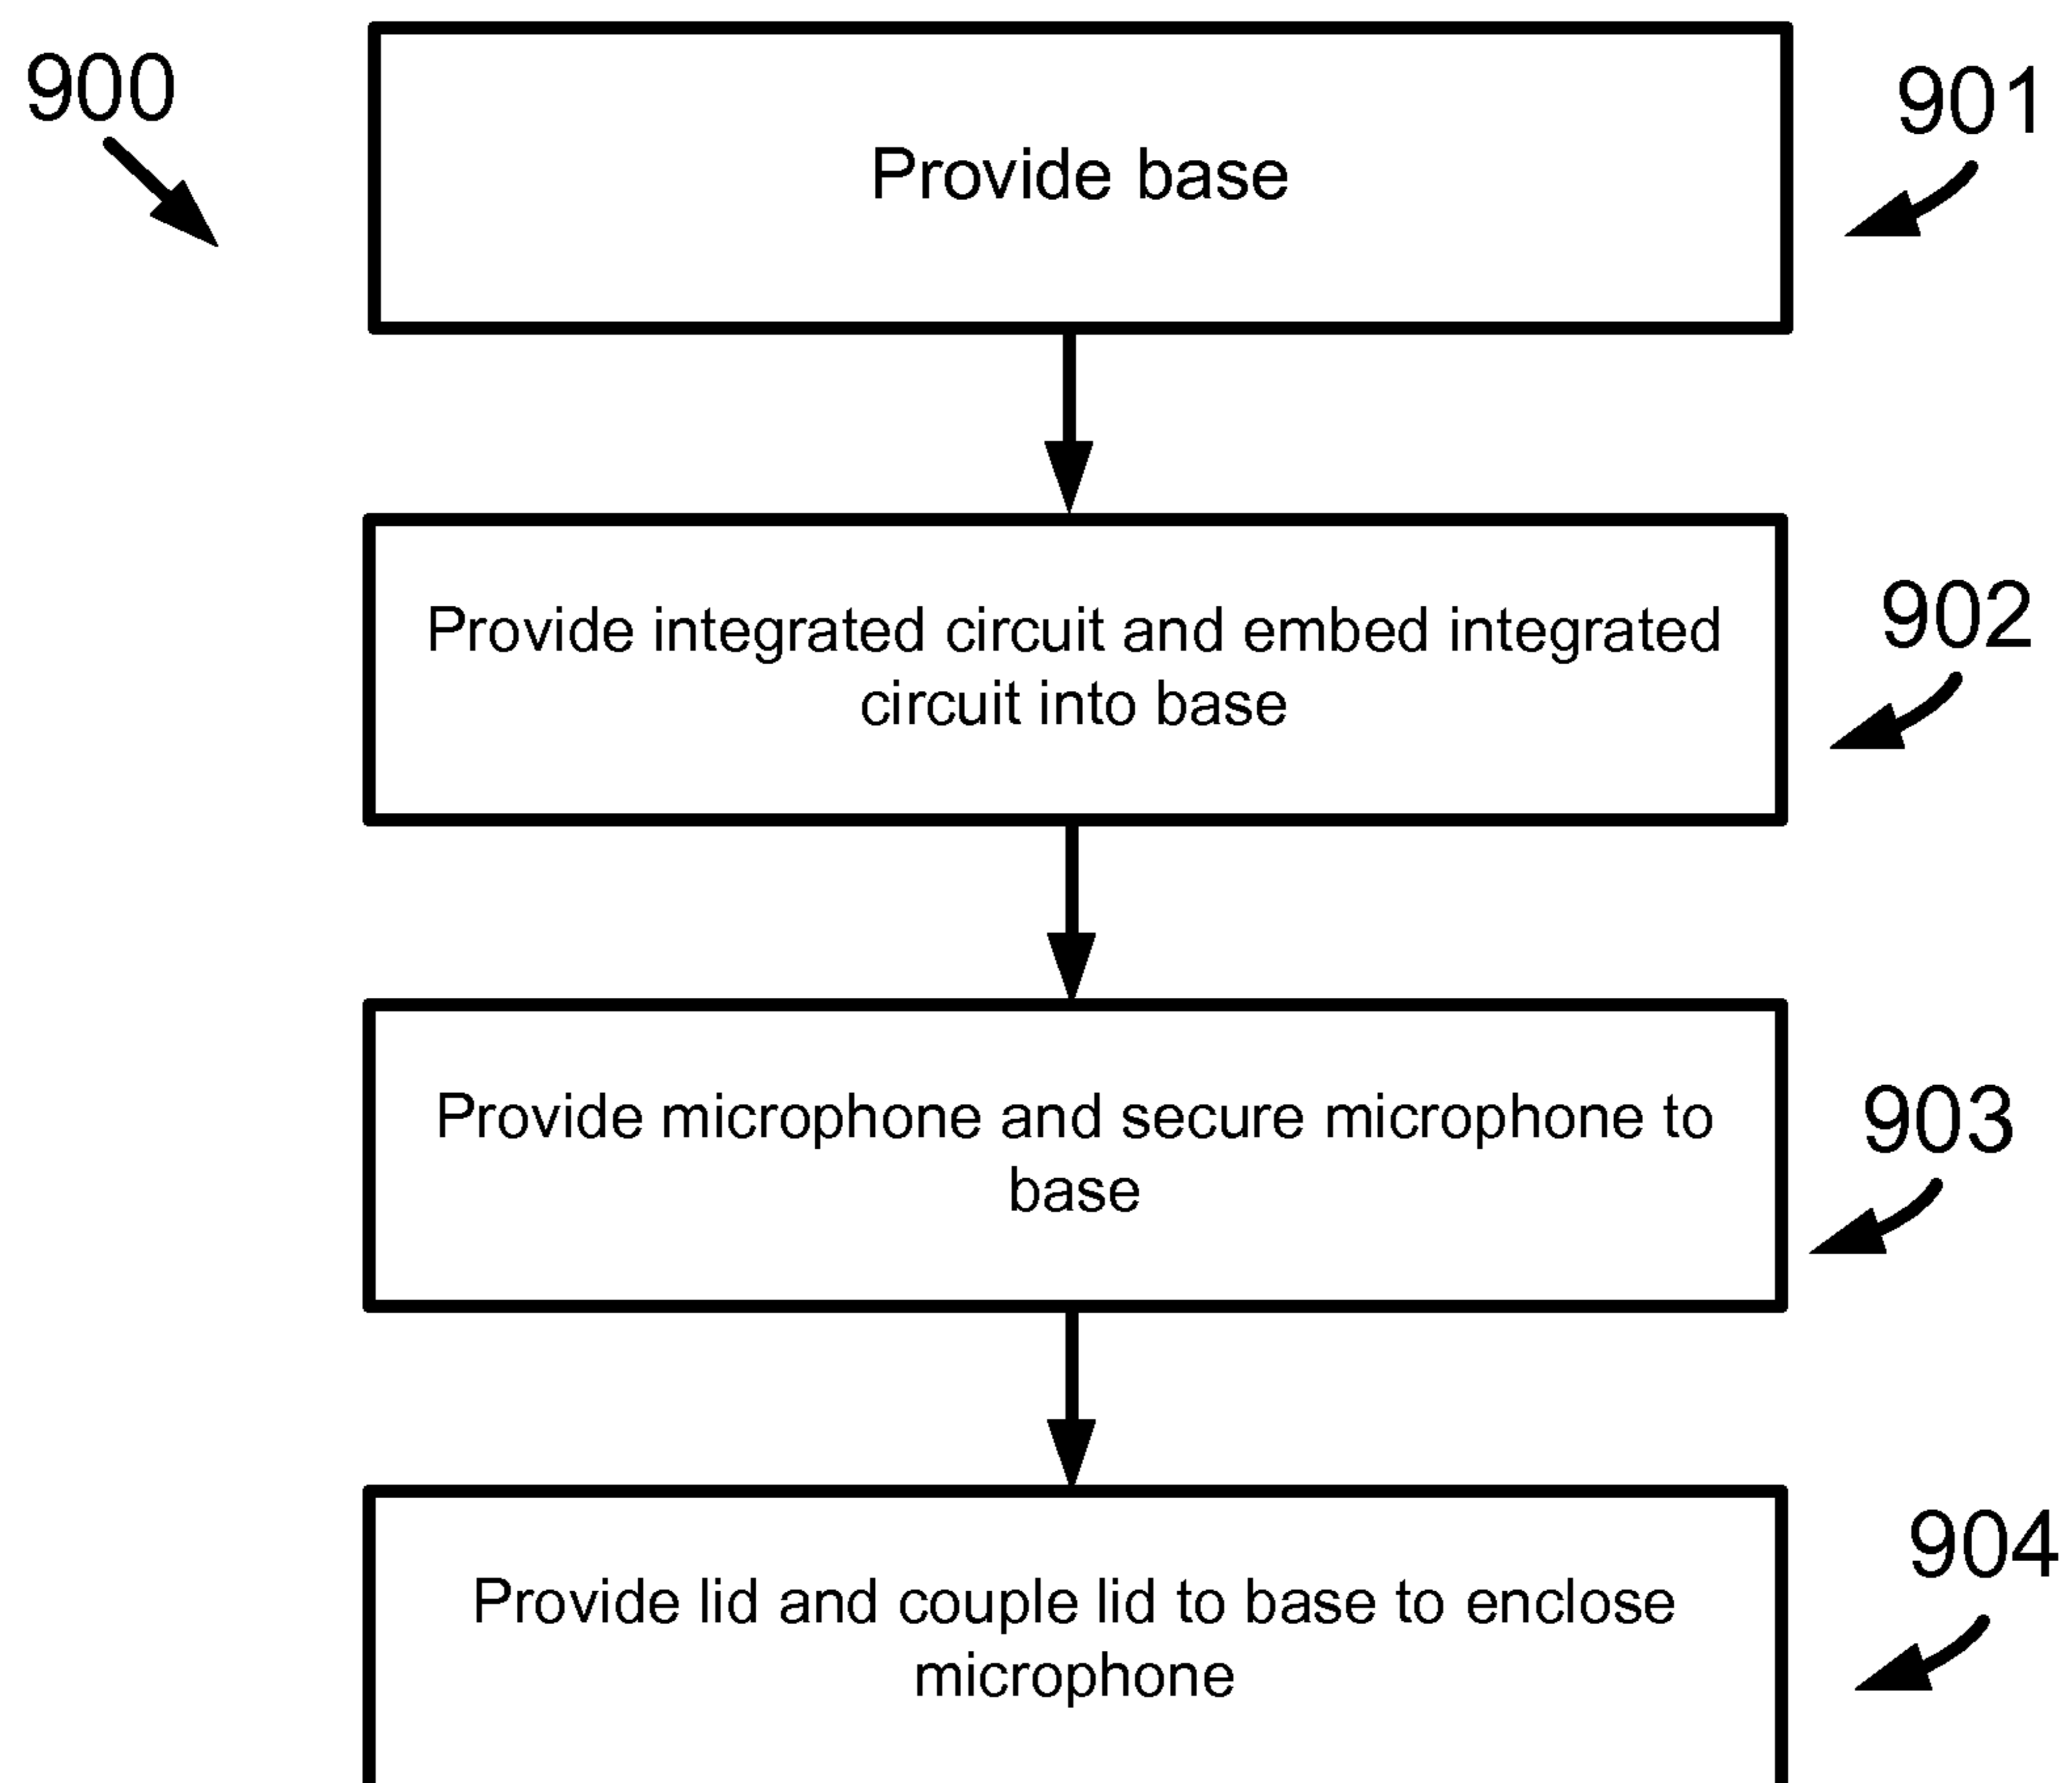 900
901
Provide base
902
Provide integrated circuit and embed integrated
circuit into base
903
Provide microphone and secure microphone to
base
904
Provide lid and couple lid to base to enclose
microphone